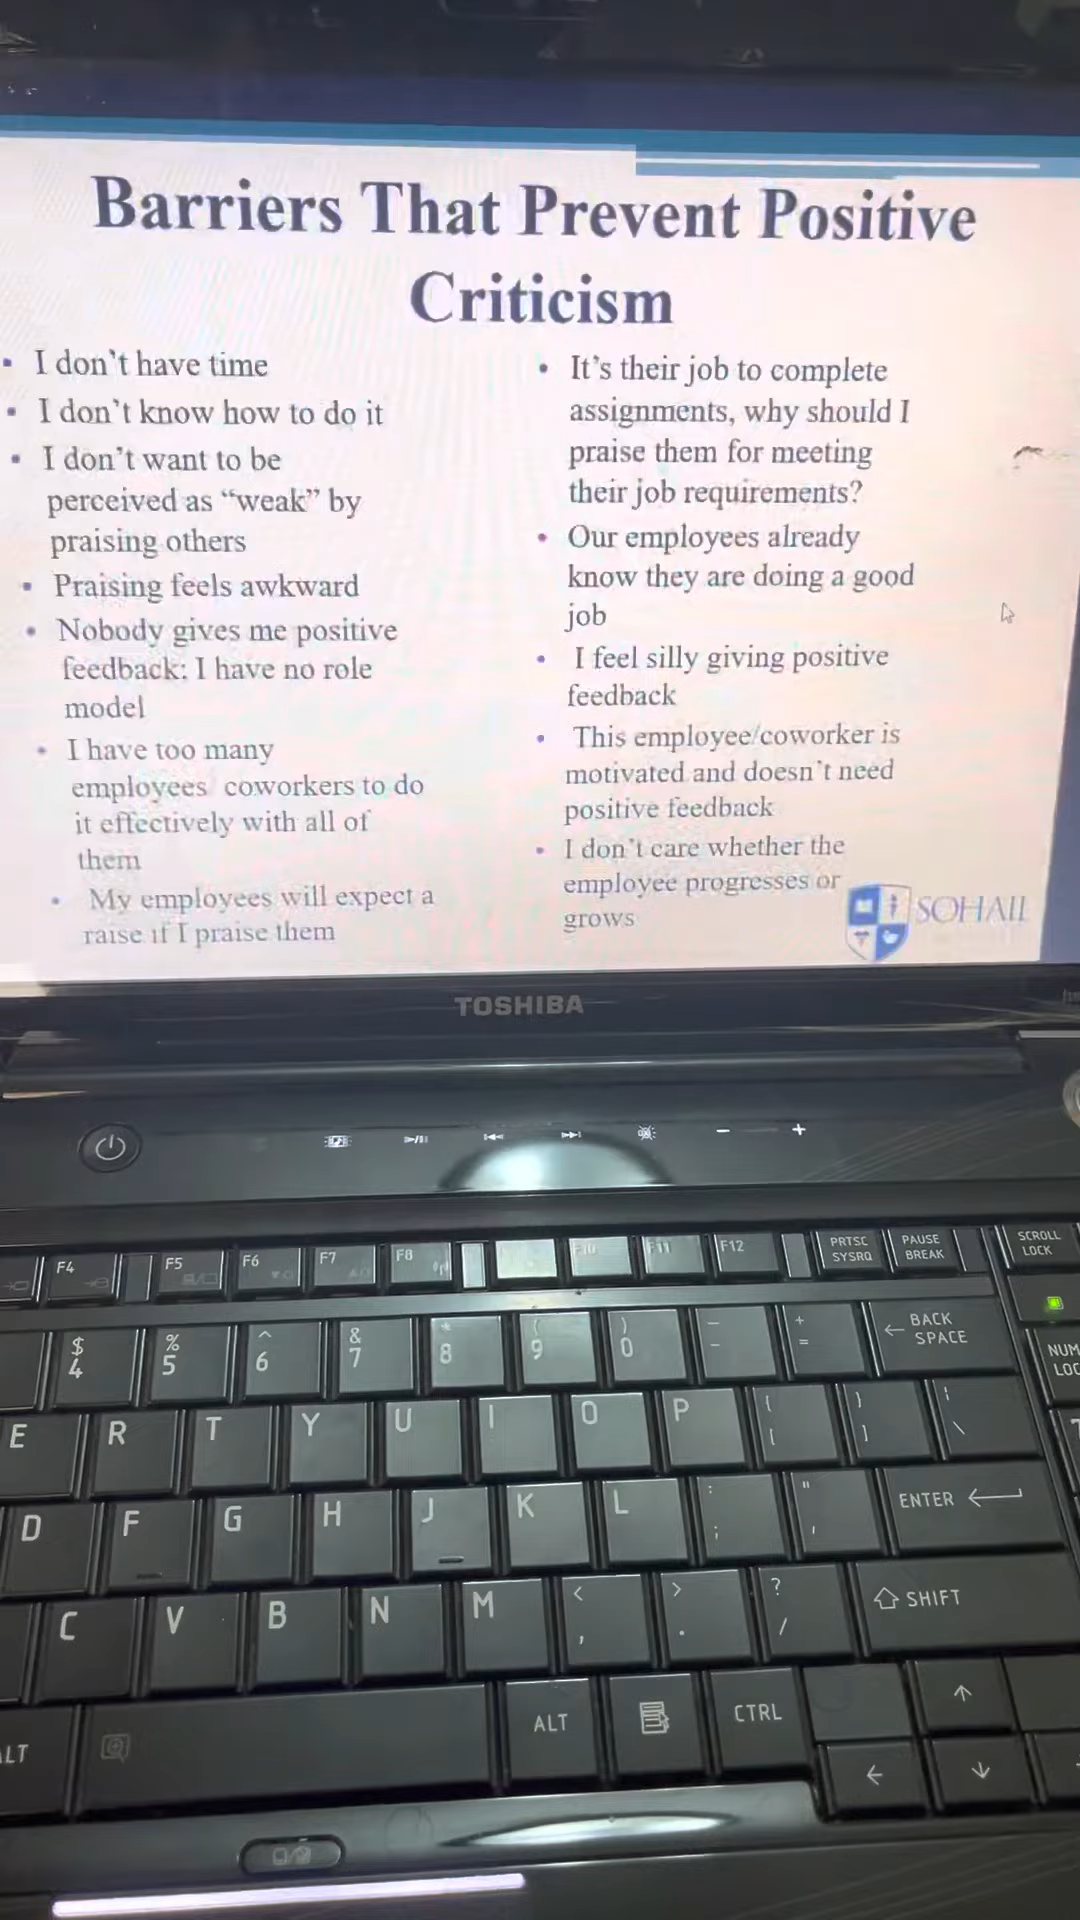 Barriers That Prevent Positive
Criticism
• I don't have time
• I don't know how to do it
• I don't want to be
perceived as “weak” by
praising others
• Praising feels awkward
• Nobody gives me positive
feedback: I have no role
model
• I have too many
employees coworkers to do
it effectively with all of
them
• My employees will expect a
raise if I praise them
• It's their job to complete
assignments, why should I
praise them for meeting
their job requirements?
• Our employees already
know they are doing a good
job
• I feel silly giving positive
feedback
• This employee/coworker is
motivated and doesn't need
positive feedback
• I don't care whether the
employee progresses or
grows
SOHAIL
TOSHIBA
F4 F5 F6 F7 F8 F10 F11 F12 PRTSC SYSRQ PAUSE BREAK SCROLL LOCK
$ 4 % 5 ^ 6 & 7 * 8 ( 9 ) 0 _ - + = ← BACK SPACE NUM
E R T Y U I O P { [ } ] | \
D F G H J K L : ; " ' ENTER
C V B N M < , > . ? / SHIFT
ALT CTRL ↑
← ↓